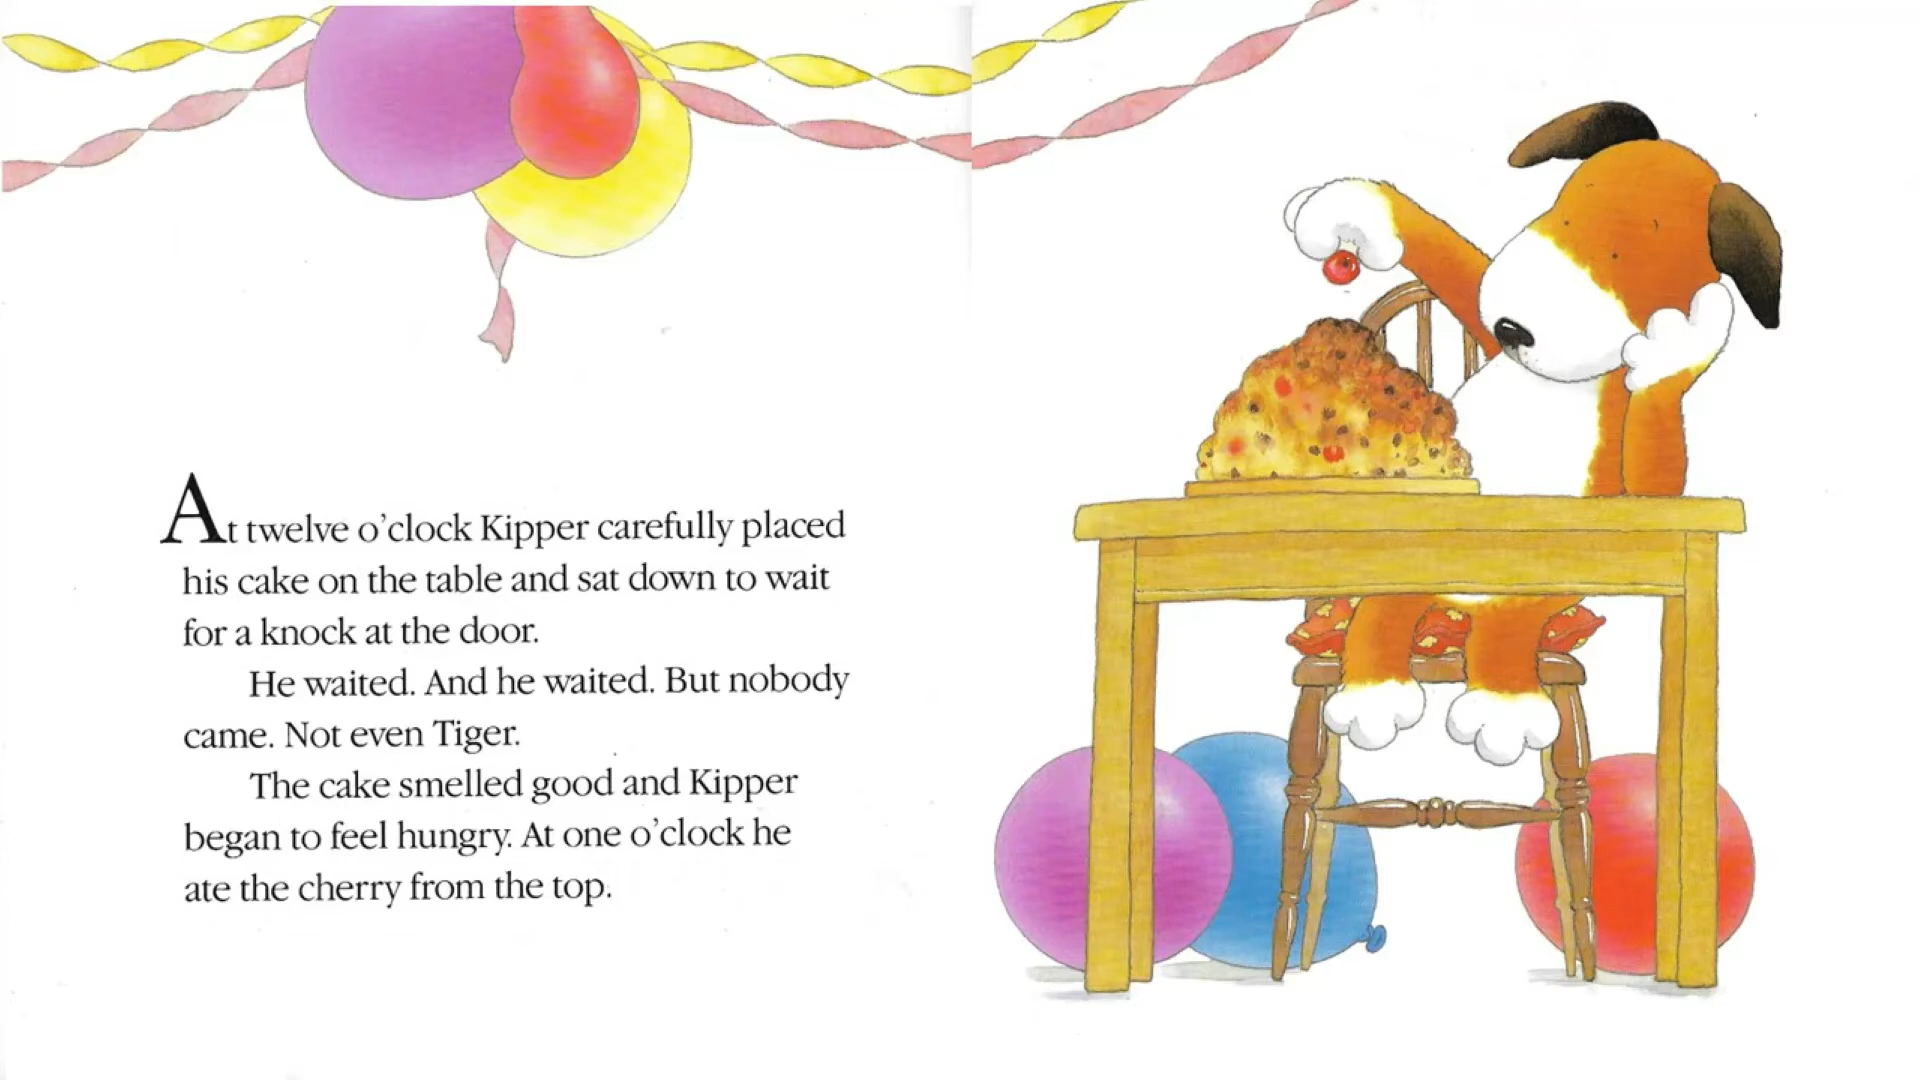 At twelve o'clock Kipper carefully placed
his cake on the table and sat down to wait
for a knock at the door.
He waited. And he waited. But nobody
came. Not even Tiger.
The cake smelled good and Kipper
began to feel hungry. At one o'clock he
ate the cherry from the top.